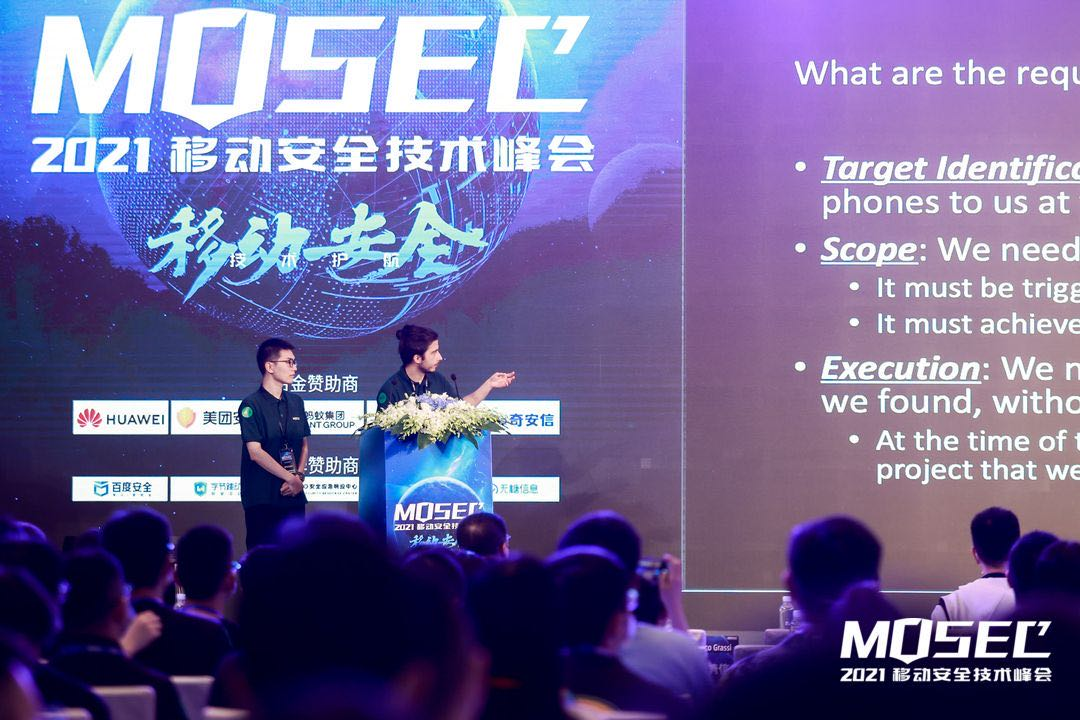 MOSEC
2021 移动安全技术峰会
移动安全
技术护航
金赞助商
HUAWEI
美团安
蚂蚁集团
ANT GROUP
奇安信
赞助商
百度安全
字节跳动
安全应急响应中心
无糖信息
MOSEC
2021 移动安全技
移动安
What are the requ
• Target Identifica
phones to us at
• Scope: We need
• It must be trigg
• It must achieve
• Execution: We n
we found, witho
• At the time of t
project that we
co Grassi
MOSEC
2021 移动安全技术峰会